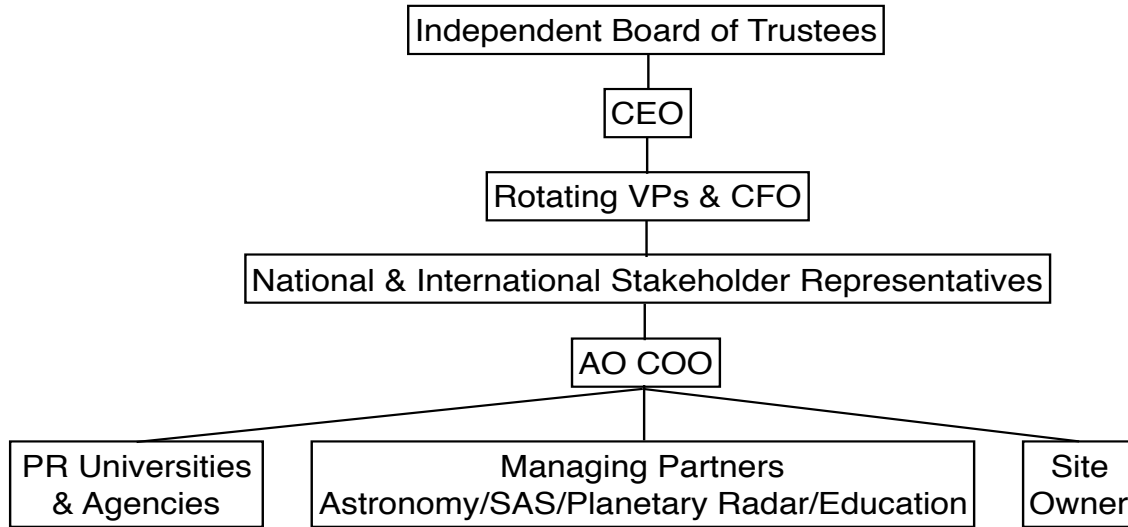 Independent Board of Trustees
CEO
Rotating VPs & CFO
National & International Stakeholder Representatives
AO COO
PR Universities
& Agencies
Managing Partners
Astronomy/SAS/Planetary Radar/Education
Site
Owner